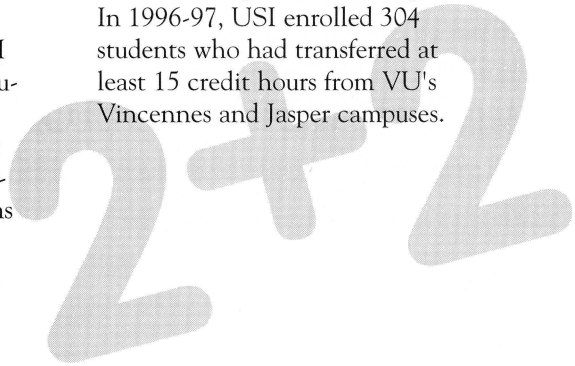 In 1996-97, USI enrolled 304
students who had transferred at
least 15 credit hours from VU's
Vincennes and Jasper campuses.
2+2